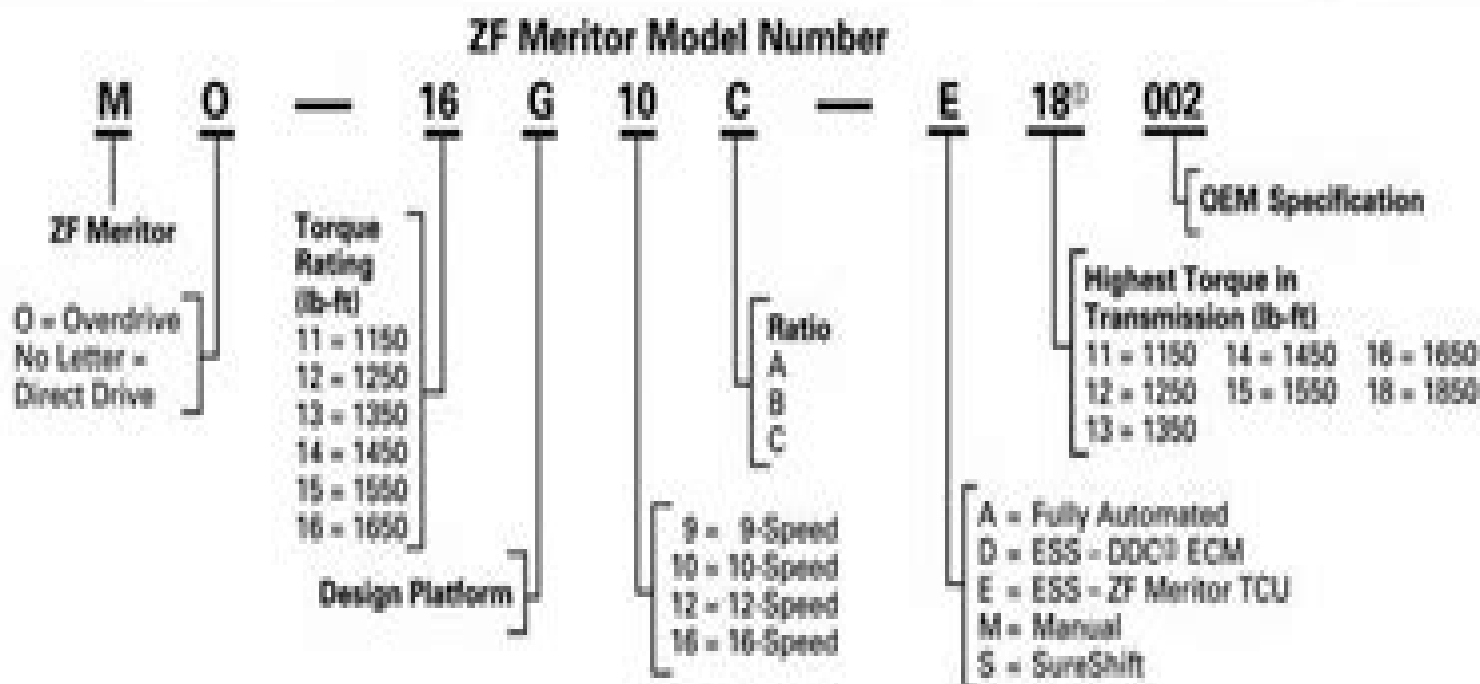 ZF Meritor Model Number
M O — 16 G 10 C — E 18① 002
ZF Meritor
O = Overdrive
No Letter =
Direct Drive
Torque
Rating
(lb-ft)
11 = 1150
12 = 1250
13 = 1350
14 = 1450
15 = 1550
16 = 1650
Design Platform
9 = 9-Speed
10 = 10-Speed
12 = 12-Speed
16 = 16-Speed
Ratio
A
B
C
A = Fully Automated
D = ESS - DDC® ECM
E = ESS - ZF Meritor TCU
M = Manual
S = SureShift
Highest Torque in
Transmission (lb-ft)
11 = 1150 14 = 1450 16 = 1650
12 = 1250 15 = 1550 18 = 1850
13 = 1350
OEM Specification